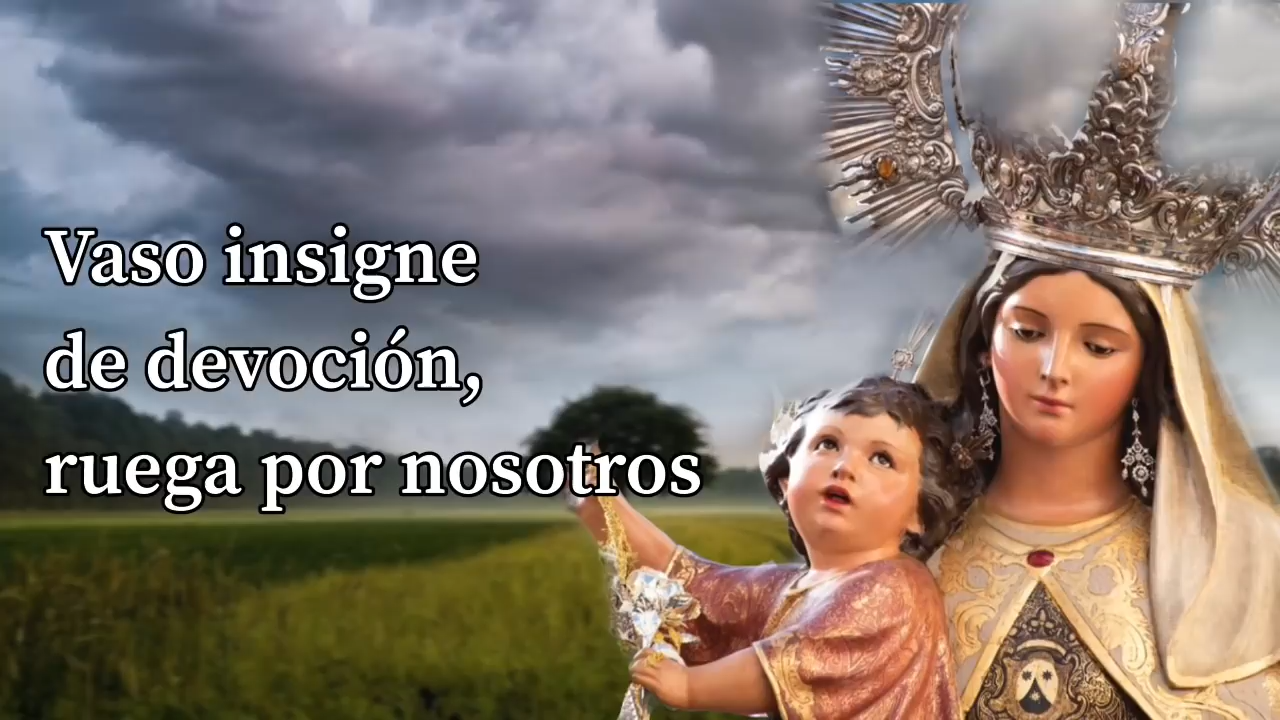 Vaso insigne
de devoción,
ruega por nosotros